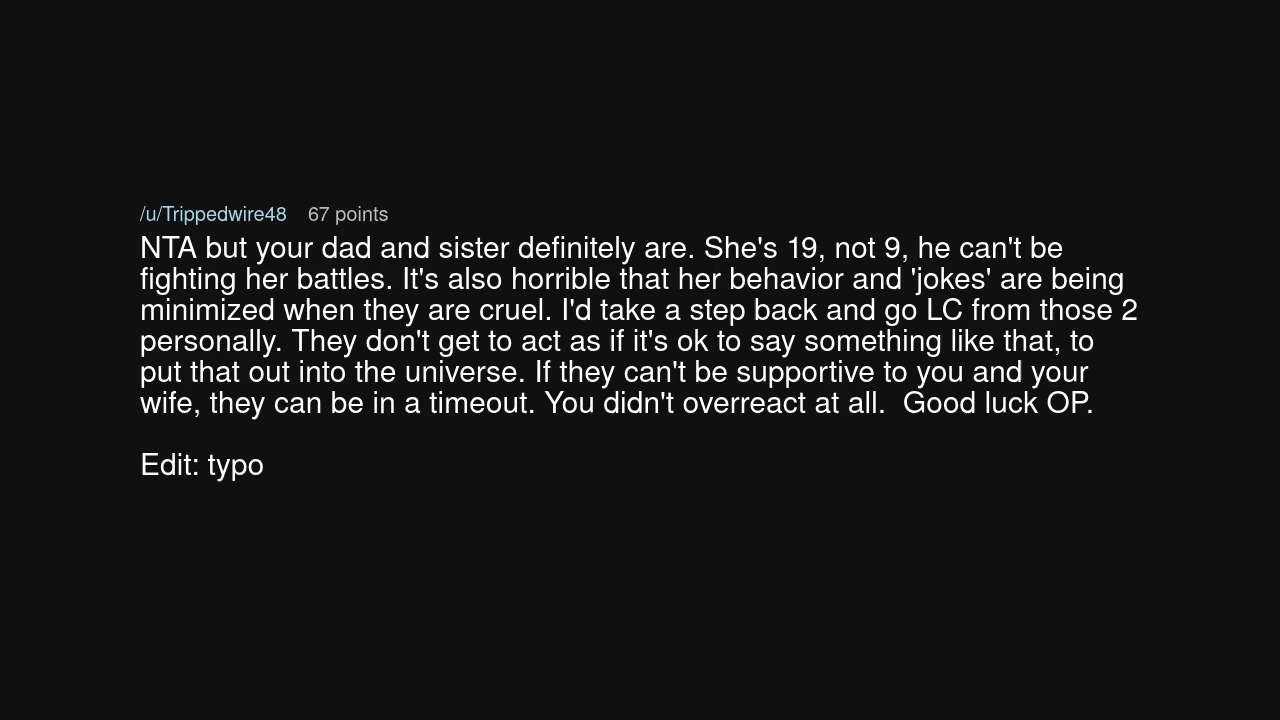 /u/Trippedwire48 67 points
NTA but your dad and sister definitely are. She's 19, not 9, he can't be
fighting her battles. It's also horrible that her behavior and 'jokes' are being
minimized when they are cruel. I'd take a step back and go LC from those 2
personally. They don't get to act as if it's ok to say something like that, to
put that out into the universe. If they can't be supportive to you and your
wife, they can be in a timeout. You didn't overreact at all.  Good luck OP.
Edit: typo